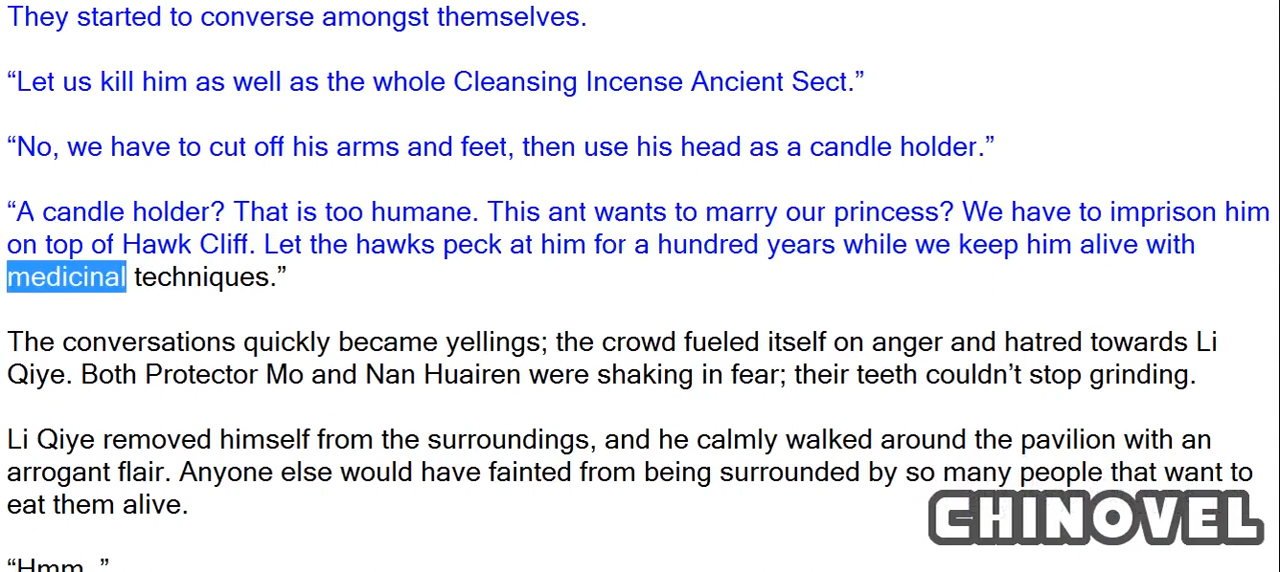 They started to converse amongst themselves.
“Let us kill him as well as the whole Cleansing Incense Ancient Sect.”
“No, we have to cut off his arms and feet, then use his head as a candle holder.”
“A candle holder? That is too humane. This ant wants to marry our princess? We have to imprison him
on top of Hawk Cliff. Let the hawks peck at him for a hundred years while we keep him alive with
medicinal techniques.”
The conversations quickly became yellings; the crowd fueled itself on anger and hatred towards Li
Qiye. Both Protector Mo and Nan Huairen were shaking in fear; their teeth couldn’t stop grinding.
Li Qiye removed himself from the surroundings, and he calmly walked around the pavilion with an
arrogant flair. Anyone else would have fainted from being surrounded by so many people that want to
eat them alive.
CHINOVEL
“Hmm..”